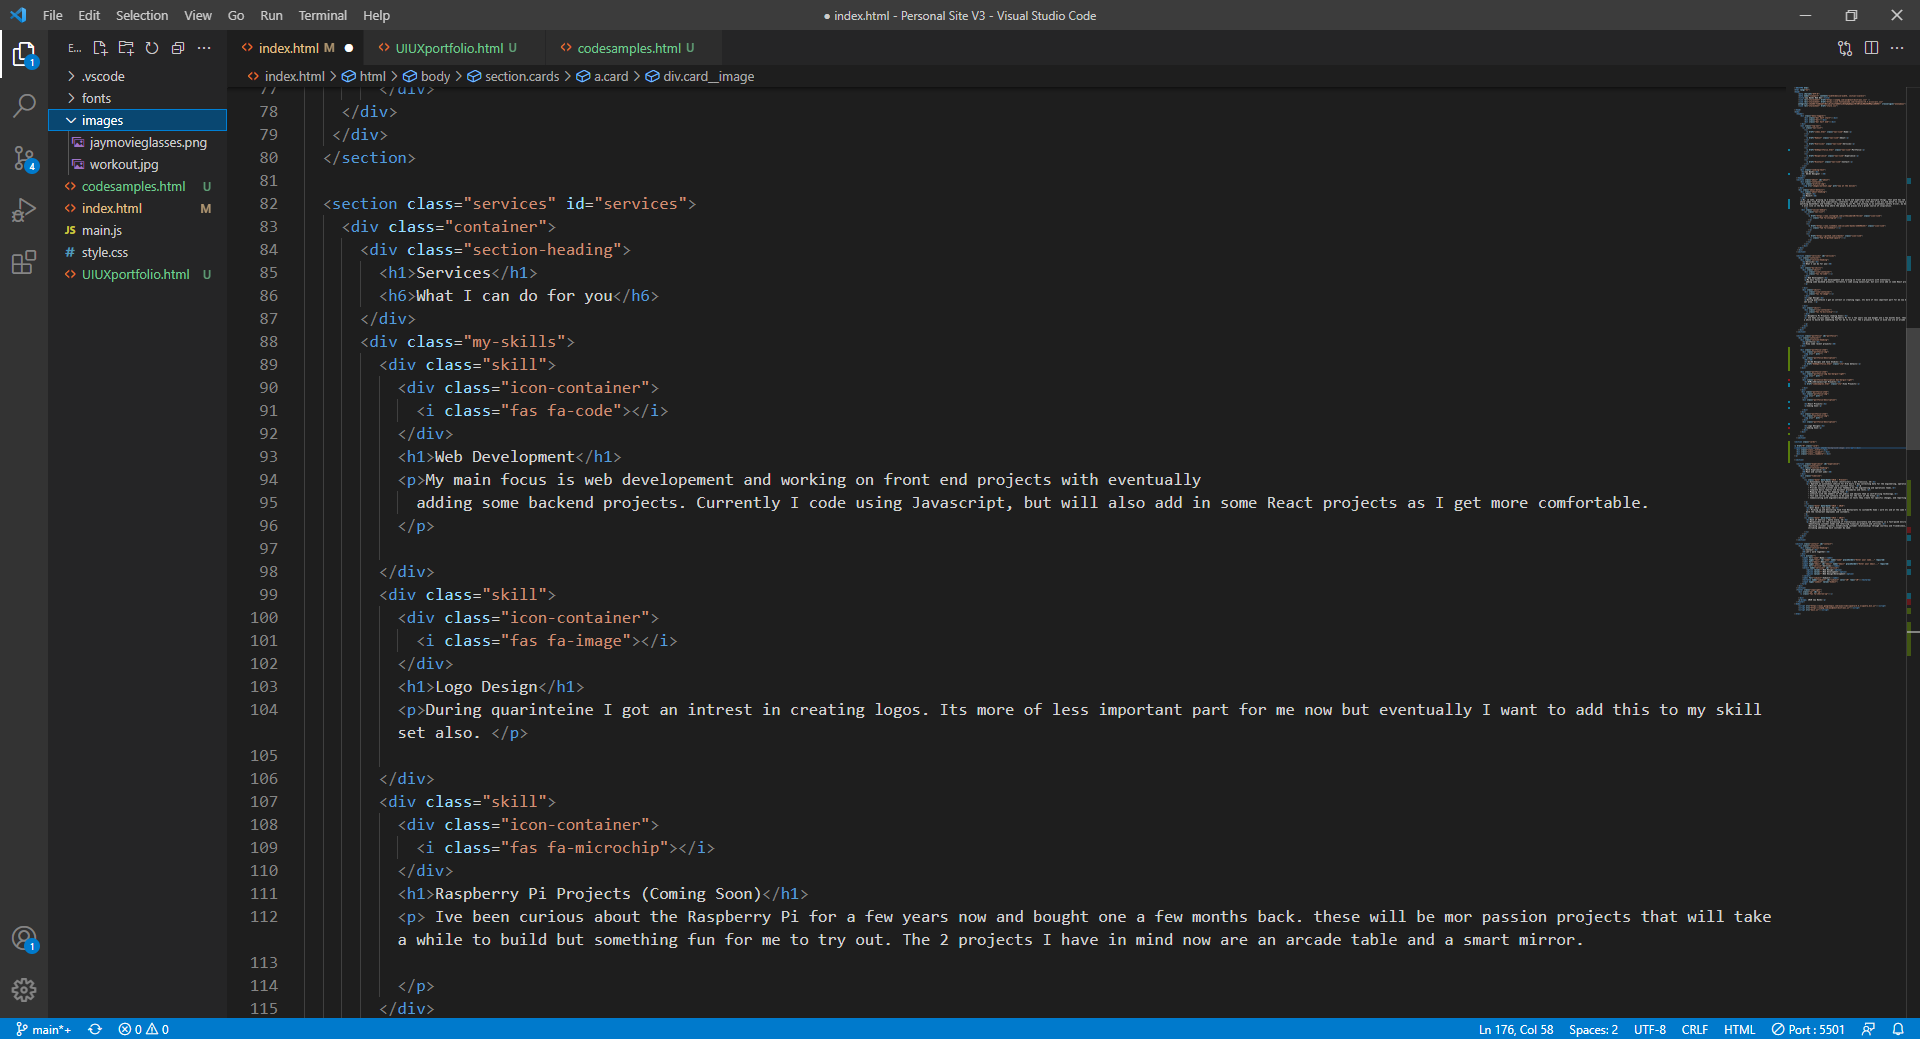 File Edit Selection View Go Run Terminal Help
● index.html - Personal Site V3 - Visual Studio Code
E...
index.html M ●
UIUXportfolio.html U
codesamples.html U
index.html > html > body > section.cards > a.card > div.card__image
.vscode
fonts
images
jaymovieglasses.png
workout.jpg
codesamples.html U
index.html M
JS main.js
# style.css
UIUXportfolio.html U
1
4
1
77 </div>
78 </div>
79 </div>
80 </section>
81
82 <section class="services" id="services">
83 <div class="container">
84 <div class="section-heading">
85 <h1>Services</h1>
86 <h6>What I can do for you</h6>
87 </div>
88 <div class="my-skills">
89 <div class="skill">
90 <div class="icon-container">
91 <i class="fas fa-code"></i>
92 </div>
93 <h1>Web Development</h1>
94 <p>My main focus is web developement and working on front end projects with eventually
95 adding some backend projects. Currently I code using Javascript, but will also add in some React projects as I get more comfortable.
96 </p>
97
98 </div>
99 <div class="skill">
100 <div class="icon-container">
101 <i class="fas fa-image"></i>
102 </div>
103 <h1>Logo Design</h1>
104 <p>During quarinteine I got an intrest in creating logos. Its more of less important part for me now but eventually I want to add this to my skill
set also. </p>
105
106 </div>
107 <div class="skill">
108 <div class="icon-container">
109 <i class="fas fa-microchip"></i>
110 </div>
111 <h1>Raspberry Pi Projects (Coming Soon)</h1>
112 <p> Ive been curious about the Raspberry Pi for a few years now and bought one a few months back. these will be mor passion projects that will take
a while to build but something fun for me to try out. The 2 projects I have in mind now are an arcade table and a smart mirror.
113
114 </p>
115 </div>
main*+ 0 0
Ln 176, Col 58 Spaces: 2 UTF-8 CRLF HTML Port : 5501